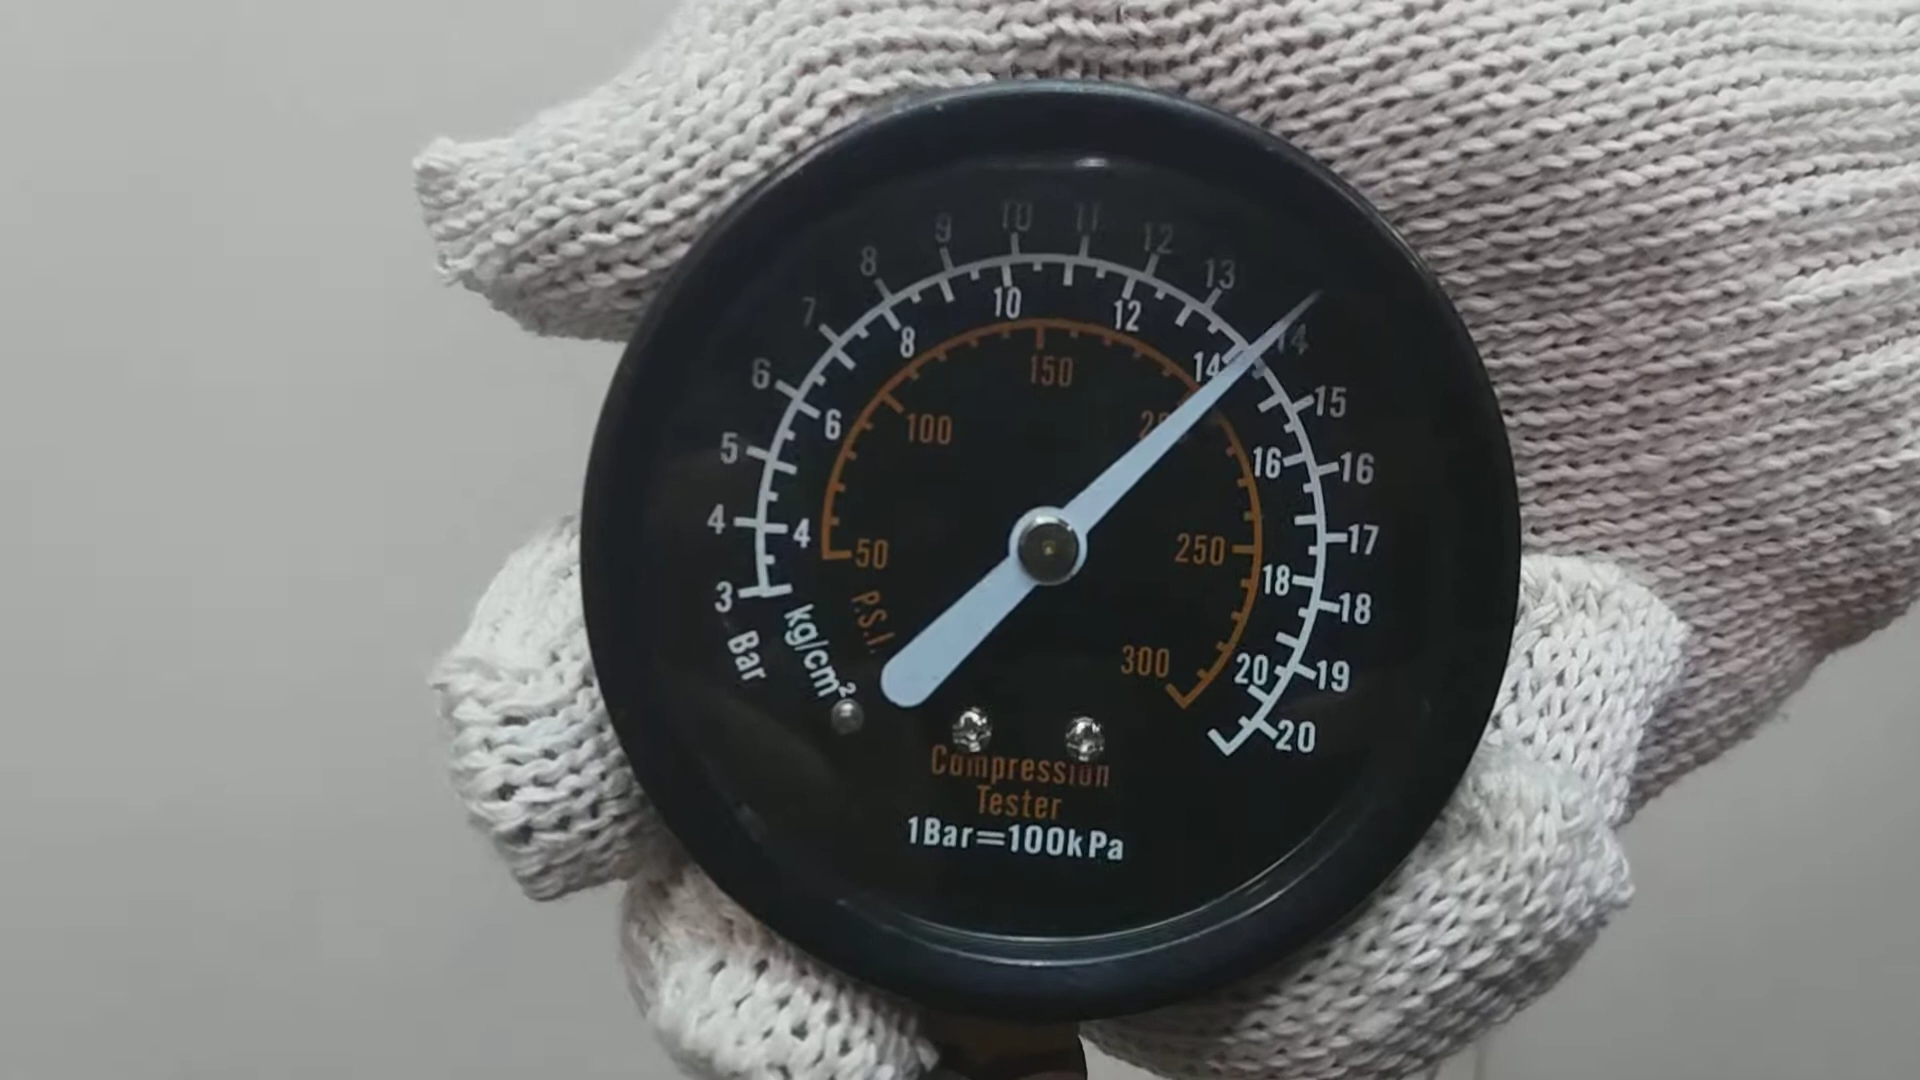 3 4 5 6 7 8 9 10 11 12 13 14 15 16 17 18 19 20
Bar
4 6 8 10 12 14 16 18 20
kg/cm²
50 100 150 200 250 300
P.S.I.
Compression
Tester
1Bar=100kPa